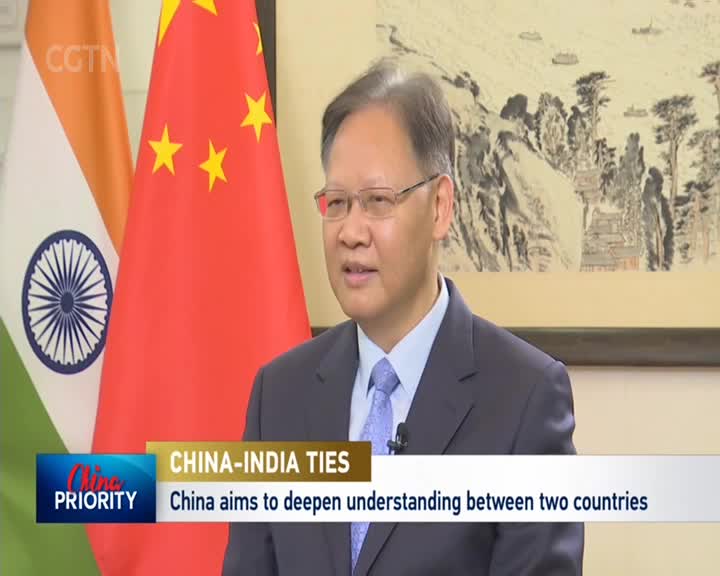 CGTN
CHINA-INDIA TIES
China
PRIORITY
China aims to deepen understanding between two countries